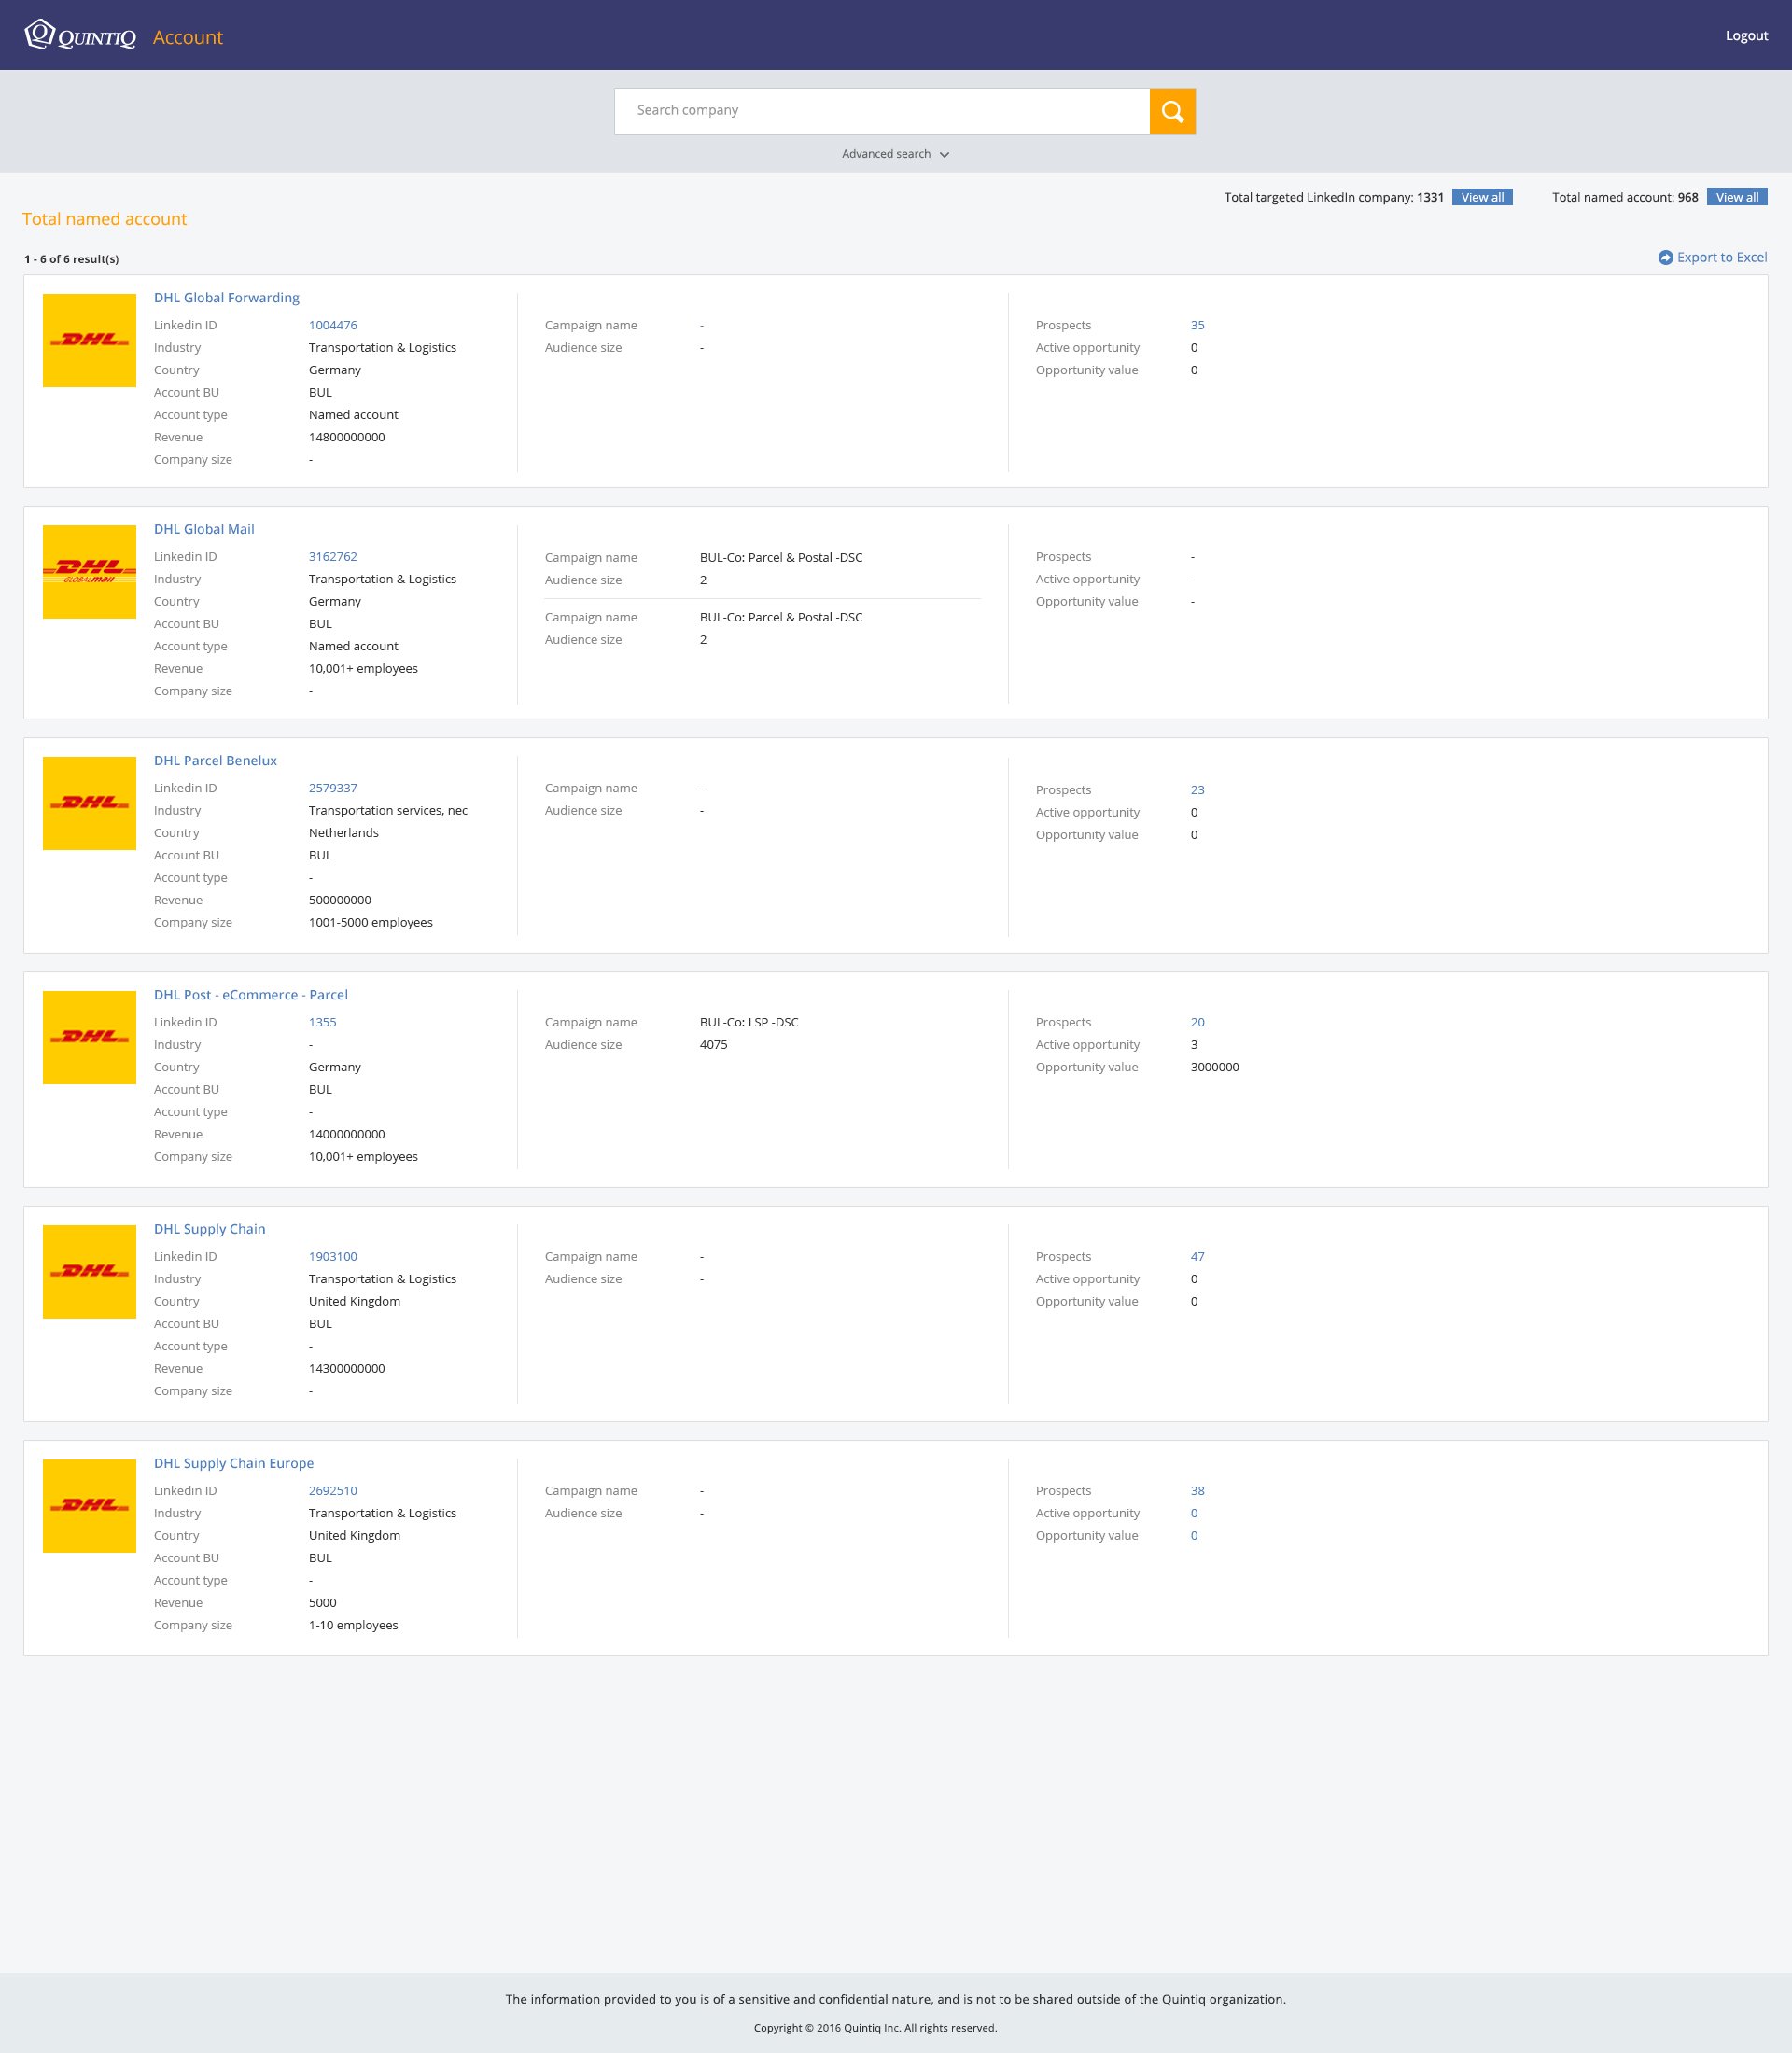 QUINTIQ Account
Logout
Search company
Advanced search
Total targeted LinkedIn company: 1331 View all Total named account: 968 View all
Total named account
1 - 6 of 6 result(s)
Export to Excel
DHL
DHL Global Forwarding
Linkedin ID 1004476 Campaign name - Prospects 35
Industry Transportation & Logistics Audience size - Active opportunity 0
Country Germany Opportunity value 0
Account BU BUL
Account type Named account
Revenue 14800000000
Company size -
DHL
GLOBAL MAIL
DHL Global Mail
Linkedin ID 3162762 Campaign name BUL-Co: Parcel & Postal -DSC Prospects -
Industry Transportation & Logistics Audience size 2 Active opportunity -
Country Germany Campaign name BUL-Co: Parcel & Postal -DSC Opportunity value -
Account BU BUL Audience size 2
Account type Named account
Revenue 10,001+ employees
Company size -
DHL
DHL Parcel Benelux
Linkedin ID 2579337 Campaign name - Prospects 23
Industry Transportation services, nec Audience size - Active opportunity 0
Country Netherlands Opportunity value 0
Account BU BUL
Account type -
Revenue 500000000
Company size 1001-5000 employees
DHL
DHL Post - eCommerce - Parcel
Linkedin ID 1355 Campaign name BUL-Co: LSP -DSC Prospects 20
Industry - Audience size 4075 Active opportunity 3
Country Germany Opportunity value 3000000
Account BU BUL
Account type -
Revenue 14000000000
Company size 10,001+ employees
DHL
DHL Supply Chain
Linkedin ID 1903100 Campaign name - Prospects 47
Industry Transportation & Logistics Audience size - Active opportunity 0
Country United Kingdom Opportunity value 0
Account BU BUL
Account type -
Revenue 14300000000
Company size -
DHL
DHL Supply Chain Europe
Linkedin ID 2692510 Campaign name - Prospects 38
Industry Transportation & Logistics Audience size - Active opportunity 0
Country United Kingdom Opportunity value 0
Account BU BUL
Account type -
Revenue 5000
Company size 1-10 employees
The information provided to you is of a sensitive and confidential nature, and is not to be shared outside of the Quintiq organization.
Copyright © 2016 Quintiq Inc. All rights reserved.